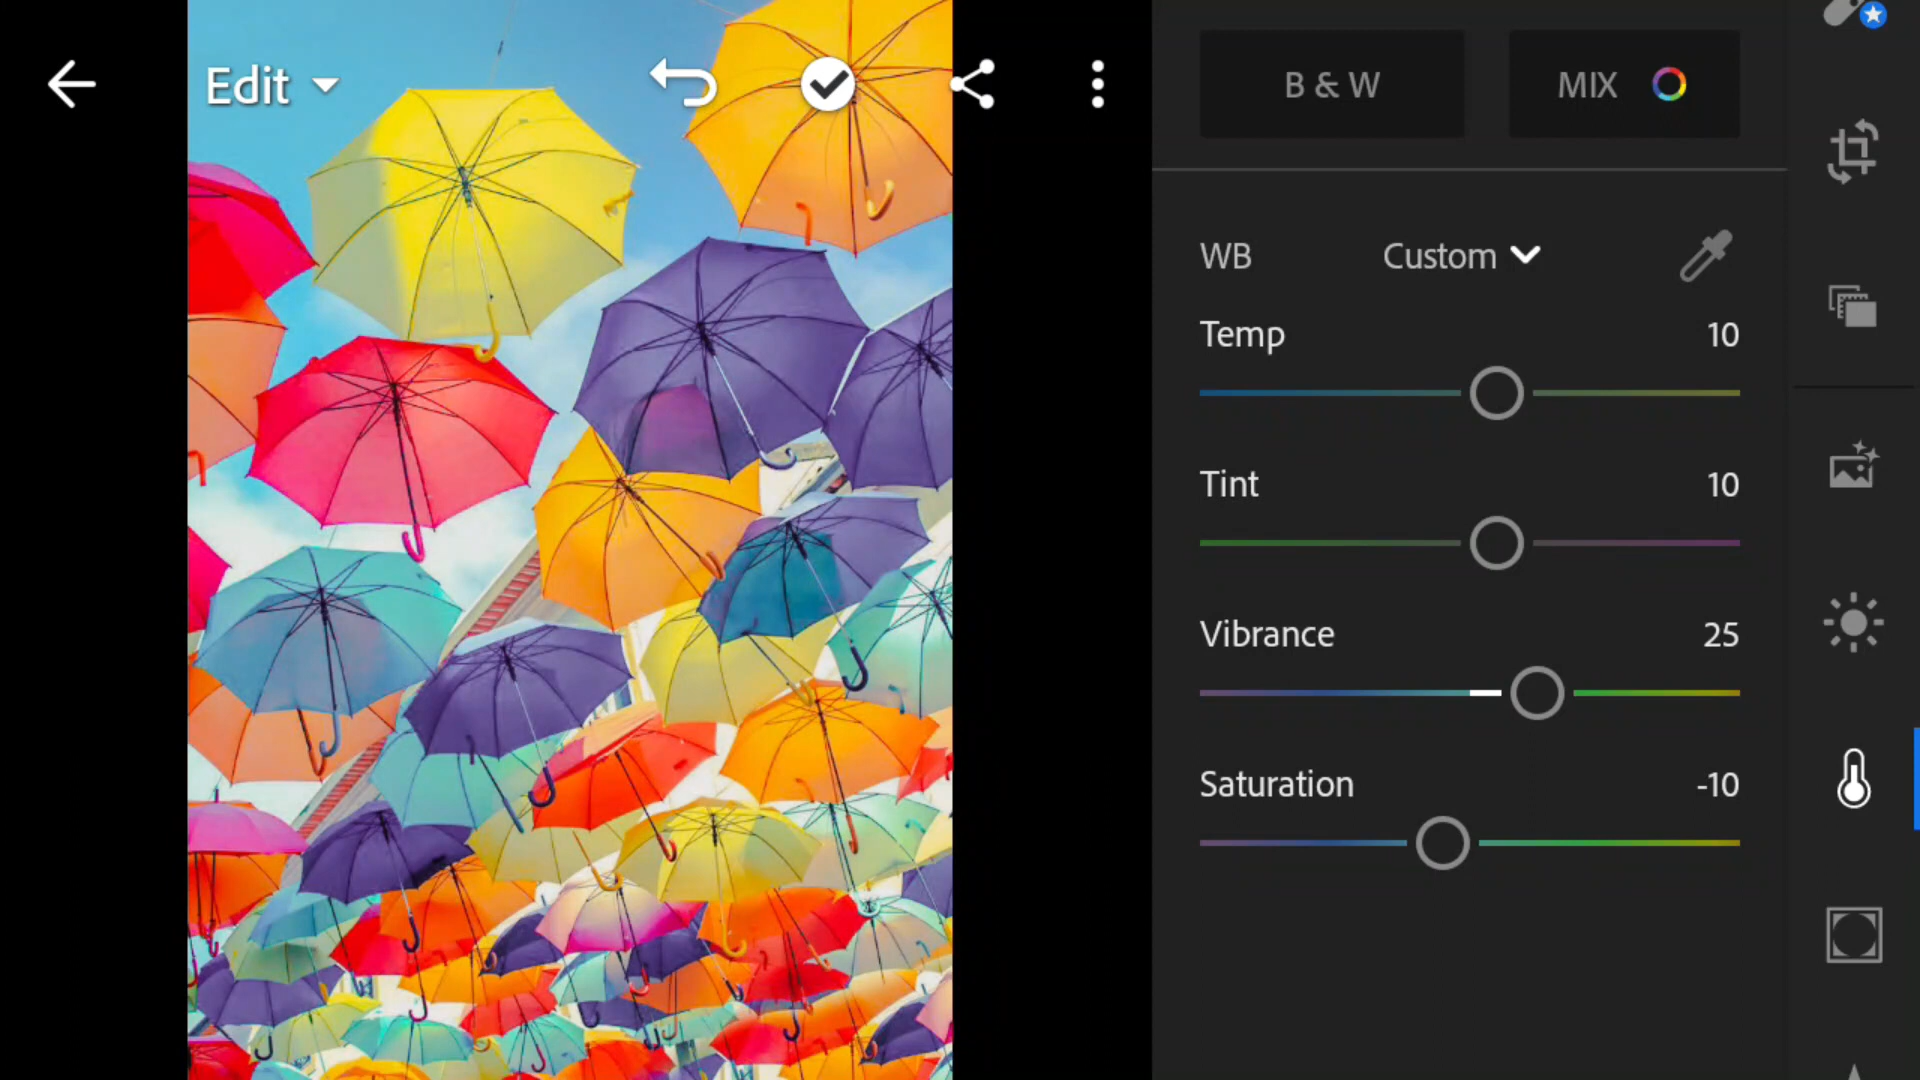 Edit
B & W
MIX
WB
Custom
Temp
10
Tint
10
Vibrance
25
Saturation
-10